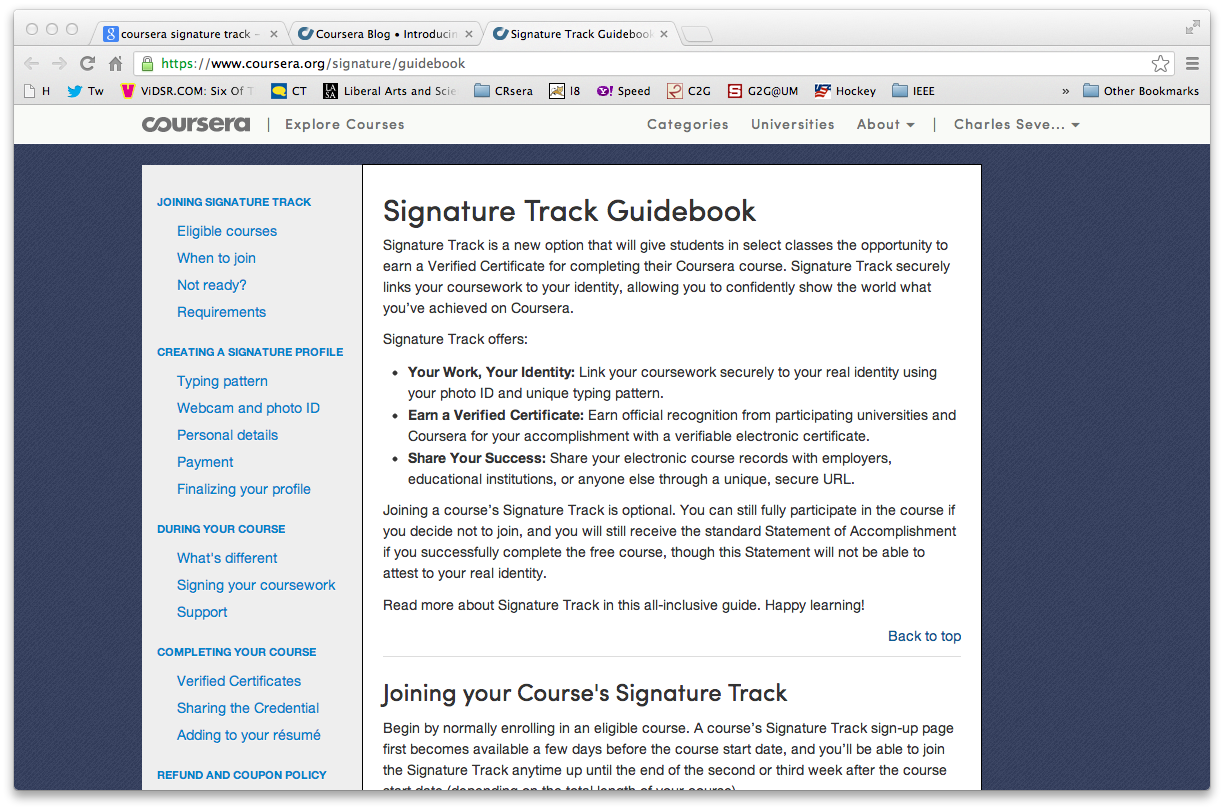 coursera signature track –
Coursera Blog • Introducin
Signature Track Guidebook
https://www.coursera.org/signature/guidebook
H
Tw
ViDSR.COM: Six Of T
CT
Liberal Arts and Scie
CRsera
I8
Speed
C2G
G2G@UM
Hockey
IEEE
»
Other Bookmarks
coursera | Explore Courses
Categories
Universities
About
|
Charles Seve...
JOINING SIGNATURE TRACK
Eligible courses
When to join
Not ready?
Requirements
CREATING A SIGNATURE PROFILE
Typing pattern
Webcam and photo ID
Personal details
Payment
Finalizing your profile
DURING YOUR COURSE
What's different
Signing your coursework
Support
COMPLETING YOUR COURSE
Verified Certificates
Sharing the Credential
Adding to your résumé
REFUND AND COUPON POLICY
Signature Track Guidebook
Signature Track is a new option that will give students in select classes the opportunity to
earn a Verified Certificate for completing their Coursera course. Signature Track securely
links your coursework to your identity, allowing you to confidently show the world what
you’ve achieved on Coursera.
Signature Track offers:
• Your Work, Your Identity: Link your coursework securely to your real identity using
your photo ID and unique typing pattern.
• Earn a Verified Certificate: Earn official recognition from participating universities and
Coursera for your accomplishment with a verifiable electronic certificate.
• Share Your Success: Share your electronic course records with employers,
educational institutions, or anyone else through a unique, secure URL.
Joining a course’s Signature Track is optional. You can still fully participate in the course if
you decide not to join, and you will still receive the standard Statement of Accomplishment
if you successfully complete the free course, though this Statement will not be able to
attest to your real identity.
Read more about Signature Track in this all-inclusive guide. Happy learning!
Back to top
Joining your Course's Signature Track
Begin by normally enrolling in an eligible course. A course’s Signature Track sign-up page
first becomes available a few days before the course start date, and you’ll be able to join
the Signature Track anytime up until the end of the second or third week after the course
start date (depending on the total length of your course).